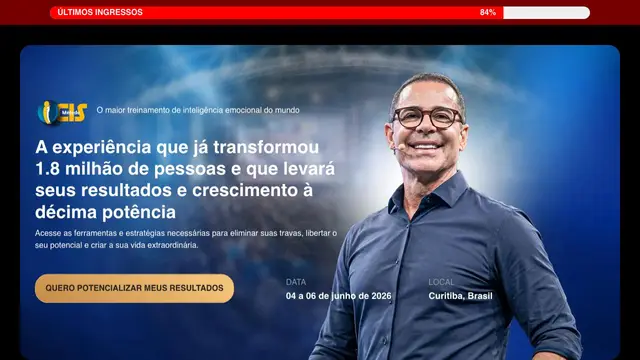 ÚLTIMOS INGRESSOS 84%
Método
CIS
O maior treinamento de inteligência emocional do mundo
A experiência que já transformou
1.8 milhão de pessoas e que levará
seus resultados e crescimento à
décima potência
Acesse as ferramentas e estratégias necessárias para eliminar suas travas, libertar o
seu potencial e criar a sua vida extraordinária.
QUERO POTENCIALIZAR MEUS RESULTADOS
DATA
04 a 06 de junho de 2026
LOCAL
Curitiba, Brasil